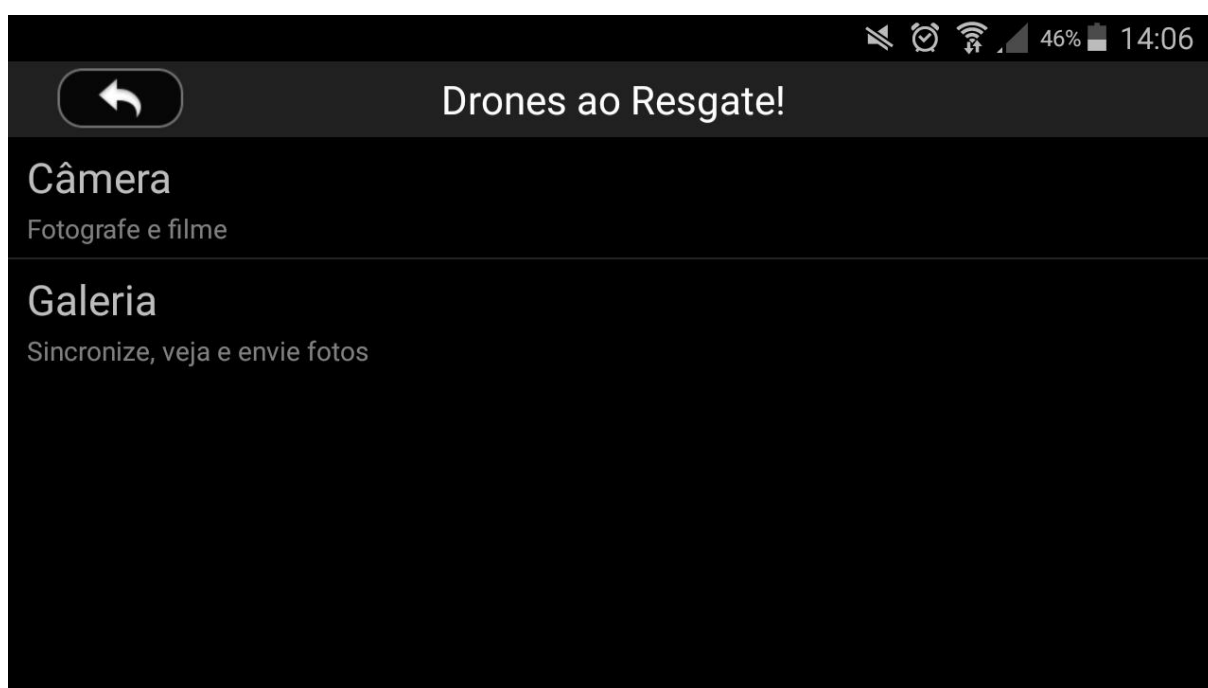 46% 14:06
Drones ao Resgate!
Câmera
Fotografe e filme
Galeria
Sincronize, veja e envie fotos